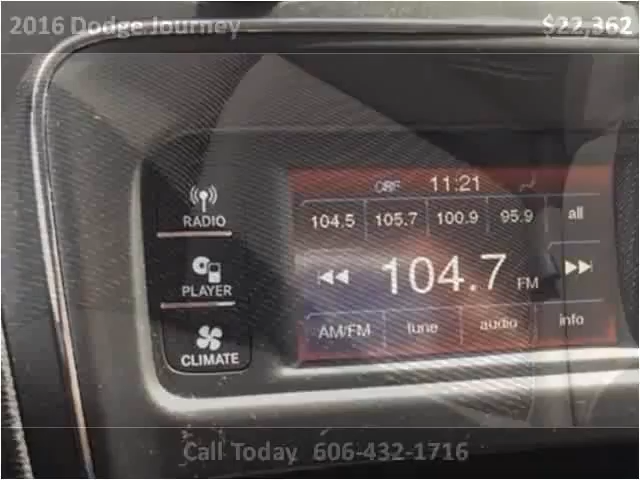 2016 Dodge Journey $22,362
11:21
RADIO 104.5 105.7 100.9 95.9 all
PLAYER 104.7 FM
CLIMATE AM/FM tune audio info
Call Today 606-432-1716